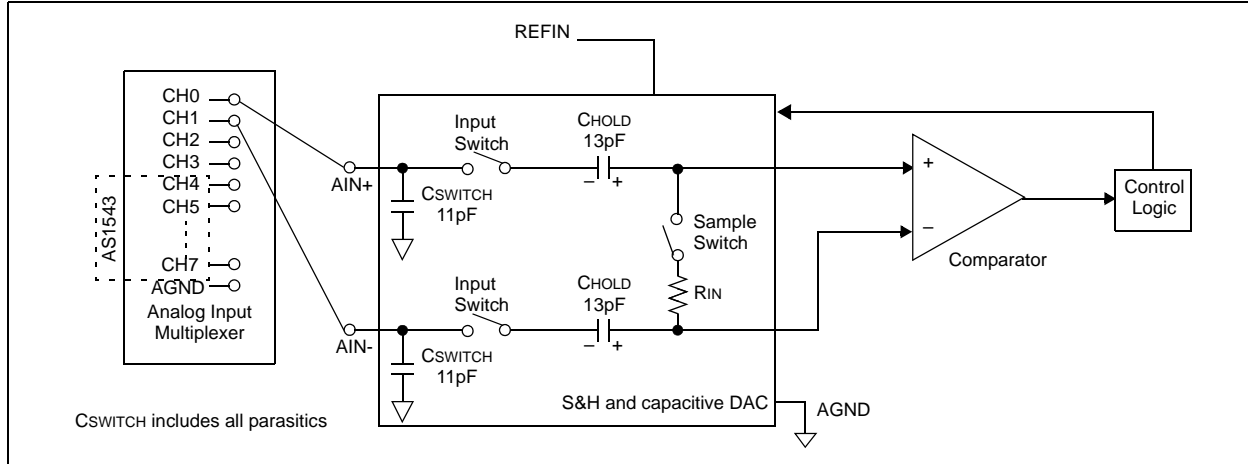 REFIN
CH0
CH1
CH2
CH3
CH4
CH5
CH7
AGND
AS1543
Analog Input
Multiplexer
AIN+
AIN-
Input
Switch
CHOLD
13pF
– +
CSWITCH
11pF
Sample
Switch
RIN
Input
Switch
CHOLD
13pF
– +
CSWITCH
11pF
S&H and capacitive DAC
AGND
+
–
Comparator
Control
Logic
CSWITCH includes all parasitics